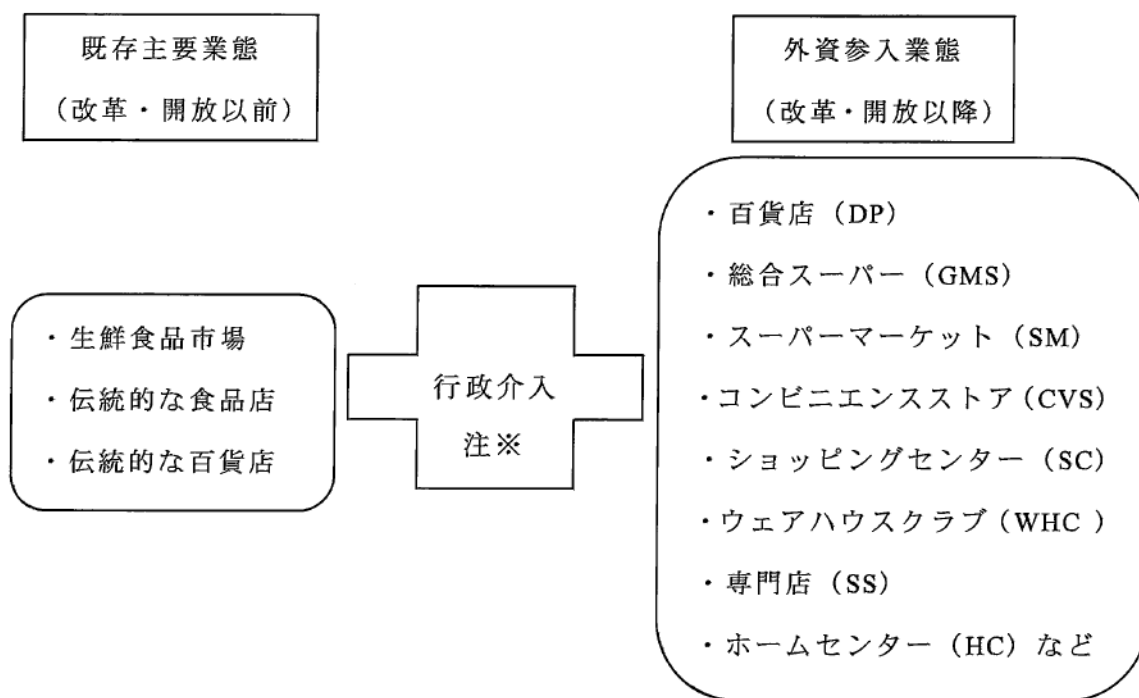 既存主要業態
（改革・開放以前）
外資参入業態
（改革・開放以降）
・生鮮食品市場
・伝統的な食品店
・伝統的な百貨店
行政介入
注※
・百貨店（DP）
・総合スーパー（GMS）
・スーパーマーケット（SM）
・コンビニエンスストア（CVS）
・ショッピングセンター（SC）
・ウェアハウスクラブ（WHC ）
・専門店（SS）
・ホームセンター（HC）など